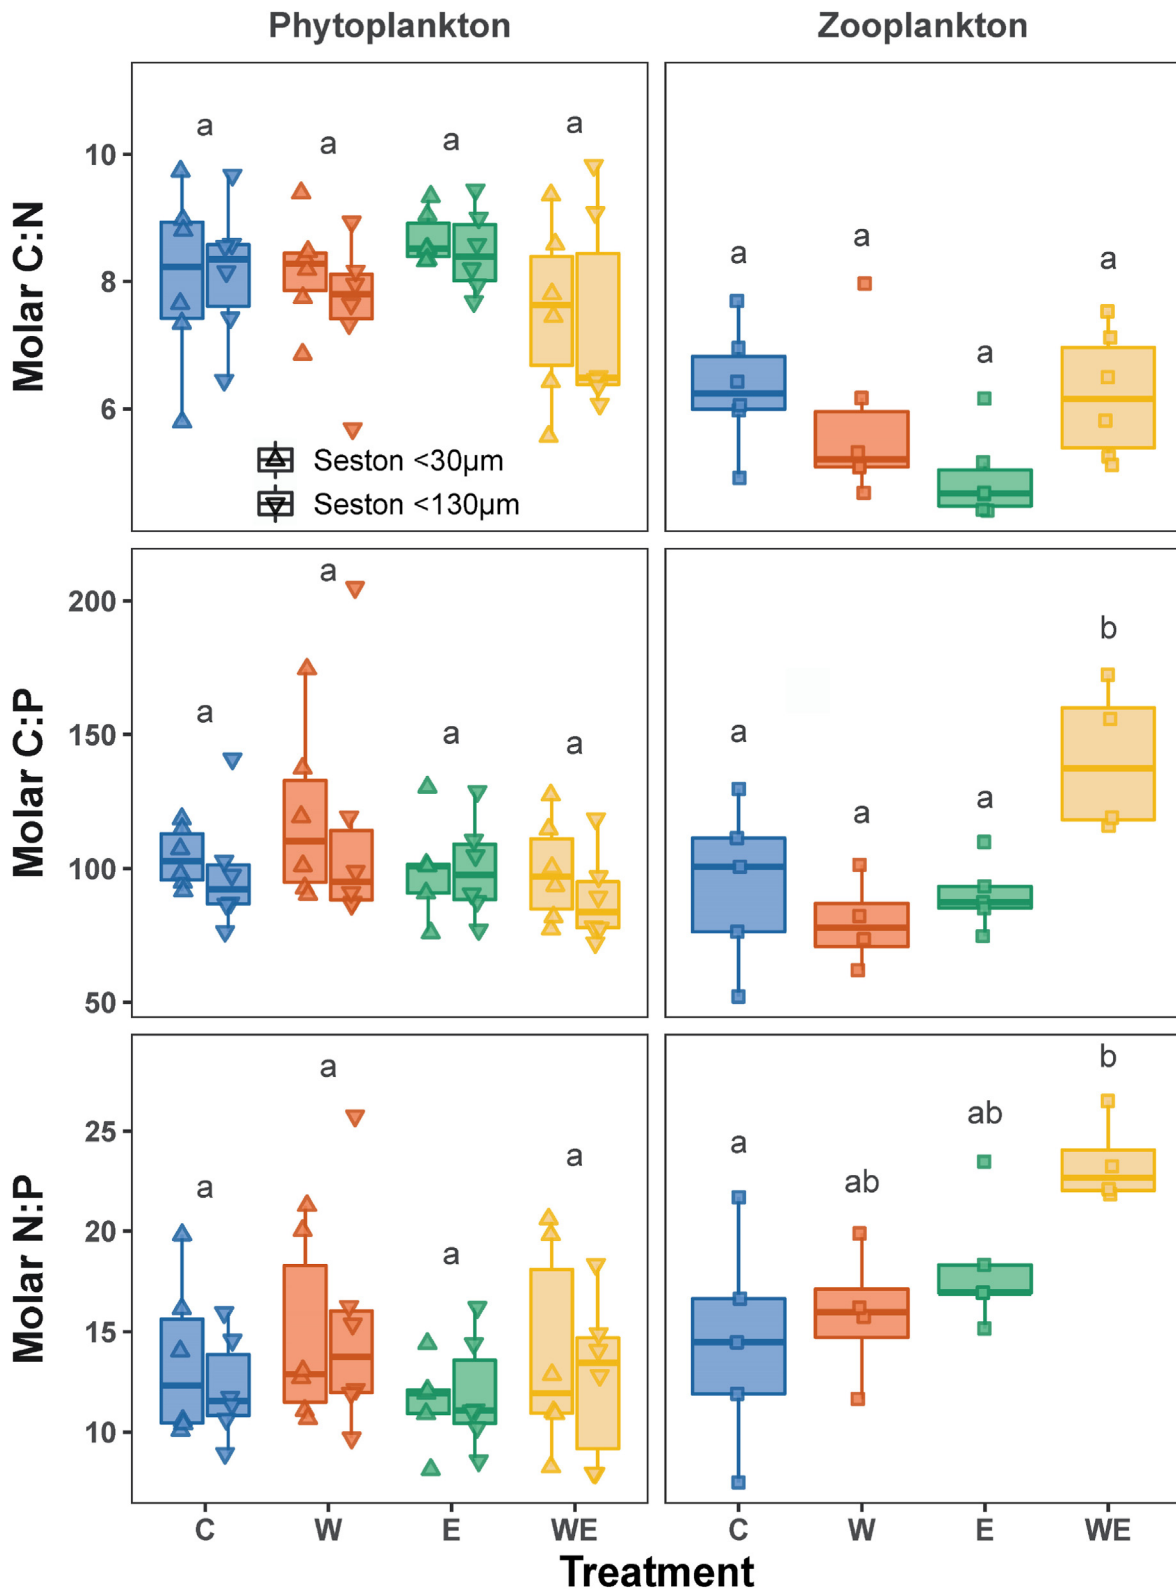 Phytoplankton Zooplankton
Molar C:N
10
8
6
a a a a
Seston <30µm
Seston <130µm
a a a a
Molar C:P
200
150
100
50
a a a a
a a a b
Molar N:P
25
20
15
10
a a a a
a ab ab b
C W E WE C W E WE
Treatment